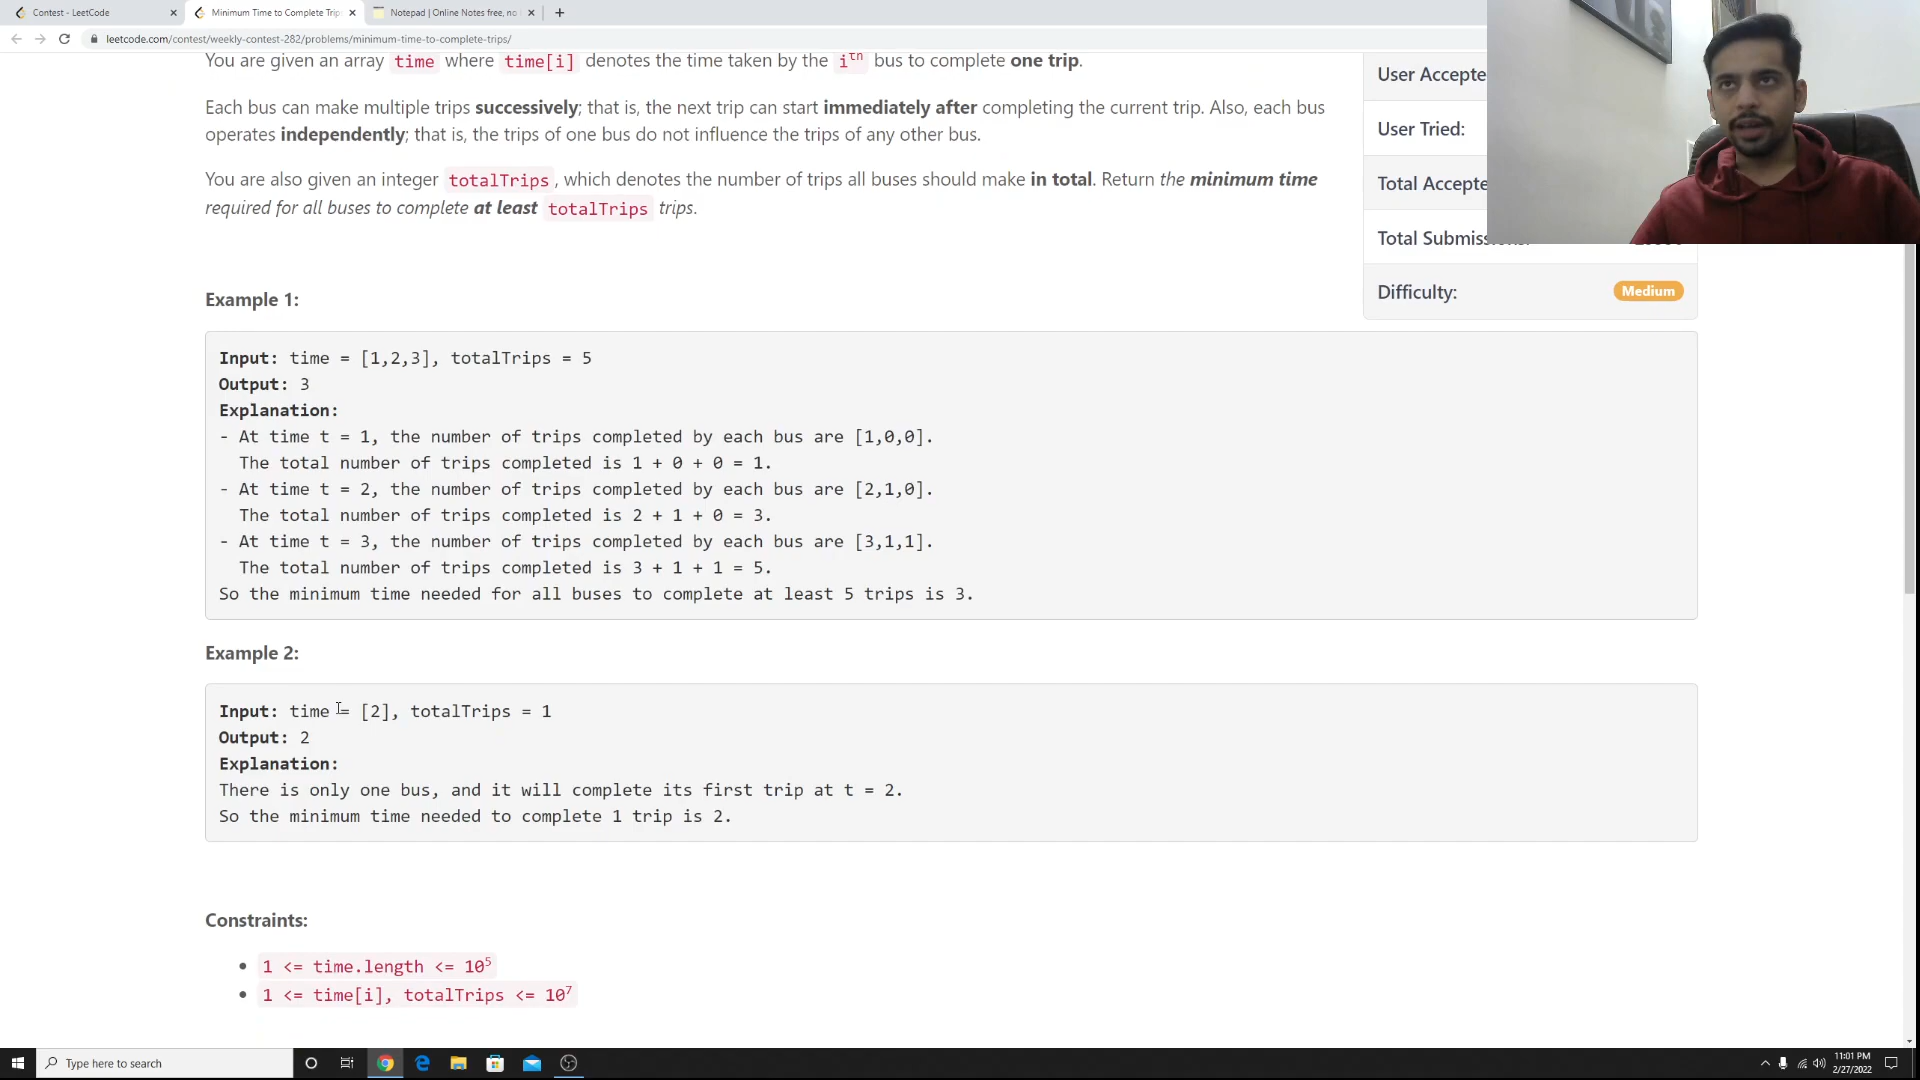 Contest - LeetCode
Minimum Time to Complete Trip
Notepad | Online Notes free, no
leetcode.com/contest/weekly-contest-282/problems/minimum-time-to-complete-trips/
You are given an array time where time[i] denotes the time taken by the iᵗʰ bus to complete one trip.
Each bus can make multiple trips successively; that is, the next trip can start immediately after completing the current trip. Also, each bus
operates independently; that is, the trips of one bus do not influence the trips of any other bus.
You are also given an integer totalTrips, which denotes the number of trips all buses should make in total. Return the minimum time
required for all buses to complete at least totalTrips trips.
User Accepte
User Tried:
Total Accepte
Total Submiss
Difficulty: Medium
Example 1:
Input: time = [1,2,3], totalTrips = 5
Output: 3
Explanation:
- At time t = 1, the number of trips completed by each bus are [1,0,0].
The total number of trips completed is 1 + 0 + 0 = 1.
- At time t = 2, the number of trips completed by each bus are [2,1,0].
The total number of trips completed is 2 + 1 + 0 = 3.
- At time t = 3, the number of trips completed by each bus are [3,1,1].
The total number of trips completed is 3 + 1 + 1 = 5.
So the minimum time needed for all buses to complete at least 5 trips is 3.
Example 2:
Input: time = [2], totalTrips = 1
Output: 2
Explanation:
There is only one bus, and it will complete its first trip at t = 2.
So the minimum time needed to complete 1 trip is 2.
Constraints:
1 <= time.length <= 10⁵
1 <= time[i], totalTrips <= 10⁷
Type here to search
11:01 PM
2/27/2022